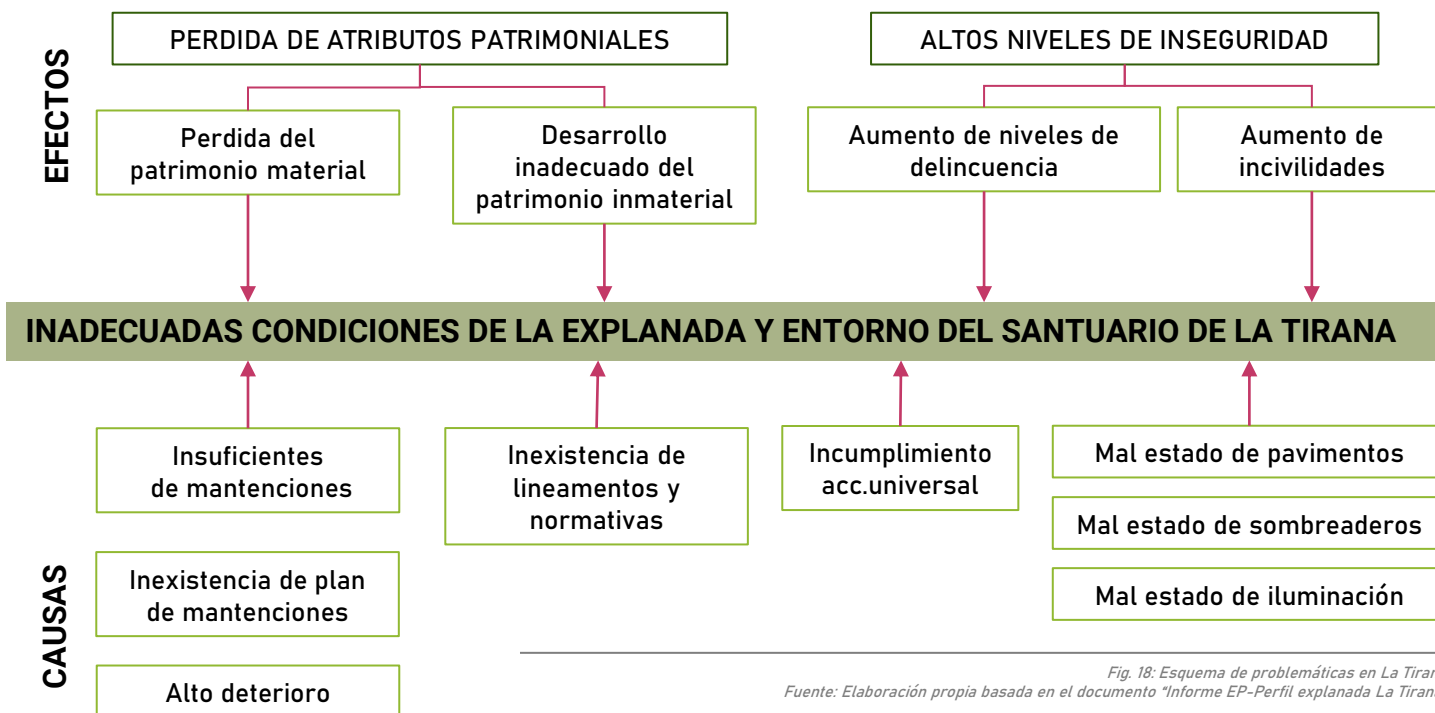 EFECTOS
PERDIDA DE ATRIBUTOS PATRIMONIALES
ALTOS NIVELES DE INSEGURIDAD
Perdida del
patrimonio material
Desarrollo
inadecuado del
patrimonio inmaterial
Aumento de niveles de
delincuencia
Aumento de
incivilidades
INADECUADAS CONDICIONES DE LA EXPLANADA Y ENTORNO DEL SANTUARIO DE LA TIRANA
CAUSAS
Insuficientes
de mantenciones
Inexistencia de plan
de mantenciones
Alto deterioro
Inexistencia de
lineamentos y
normativas
Incumplimiento
acc.universal
Mal estado de pavimentos
Mal estado de sombreaderos
Mal estado de iluminación
Fig. 18: Esquema de problemáticas en La Tiran
Fuente: Elaboración propia basada en el documento "Informe EP-Perfil explanada La Tiran